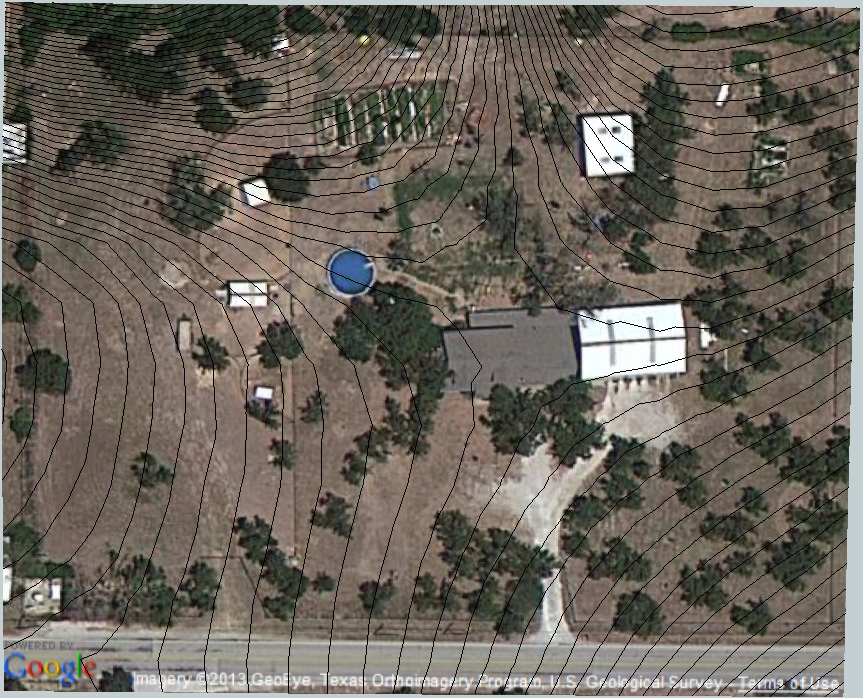 POWERED BY
Google
Imagery ©2013 GeoEye, Texas Orthoimagery Program, U.S. Geological Survey - Terms of Use